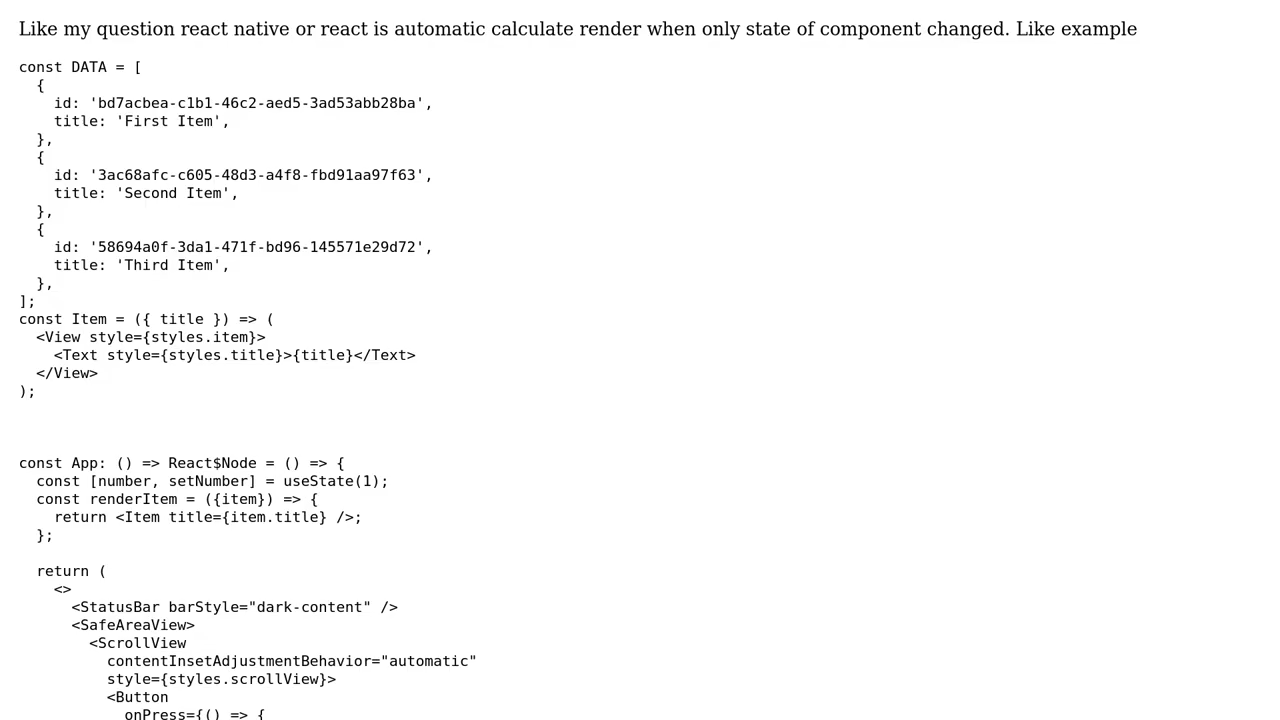 Like my question react native or react is automatic calculate render when only state of component changed. Like example
const DATA = [
  {
    id: 'bd7acbea-c1b1-46c2-aed5-3ad53abb28ba',
    title: 'First Item',
  },
  {
    id: '3ac68afc-c605-48d3-a4f8-fbd91aa97f63',
    title: 'Second Item',
  },
  {
    id: '58694a0f-3da1-471f-bd96-145571e29d72',
    title: 'Third Item',
  },
];
const Item = ({ title }) => (
  <View style={styles.item}>
    <Text style={styles.title}>{title}</Text>
  </View>
);
const App: () => React$Node = () => {
  const [number, setNumber] = useState(1);
  const renderItem = ({item}) => {
    return <Item title={item.title} />;
  };
  return (
    <>
      <StatusBar barStyle="dark-content" />
      <SafeAreaView>
        <ScrollView
          contentInsetAdjustmentBehavior="automatic"
          style={styles.scrollView}>
          <Button
            onPress={() => {